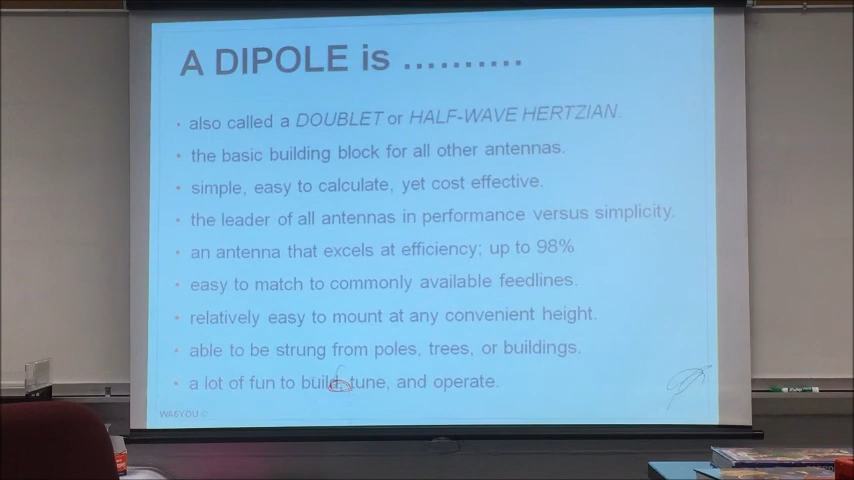 A DIPOLE is ..........
• also called a DOUBLET or HALF-WAVE HERTZIAN.
• the basic building block for all other antennas.
• simple, easy to calculate, yet cost effective.
• the leader of all antennas in performance versus simplicity.
• an antenna that excels at efficiency; up to 98%
• easy to match to commonly available feedlines.
• relatively easy to mount at any convenient height.
• able to be strung from poles, trees, or buildings.
• a lot of fun to build, tune, and operate.